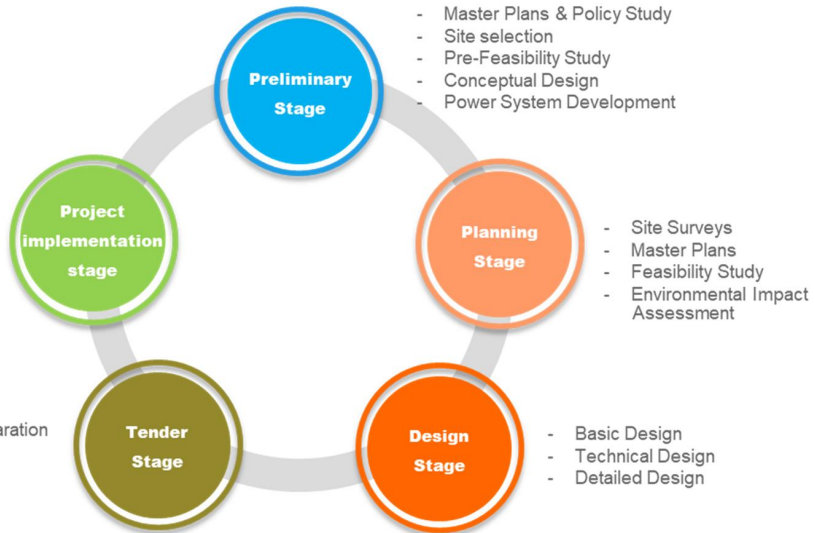 Preliminary
Stage
- Master Plans & Policy Study
- Site selection
- Pre-Feasibility Study
- Conceptual Design
- Power System Development
Planning
Stage
- Site Surveys
- Master Plans
- Feasibility Study
- Environmental Impact
Assessment
Design
Stage
- Basic Design
- Technical Design
- Detailed Design
Tender
Stage
Project
implementation
stage